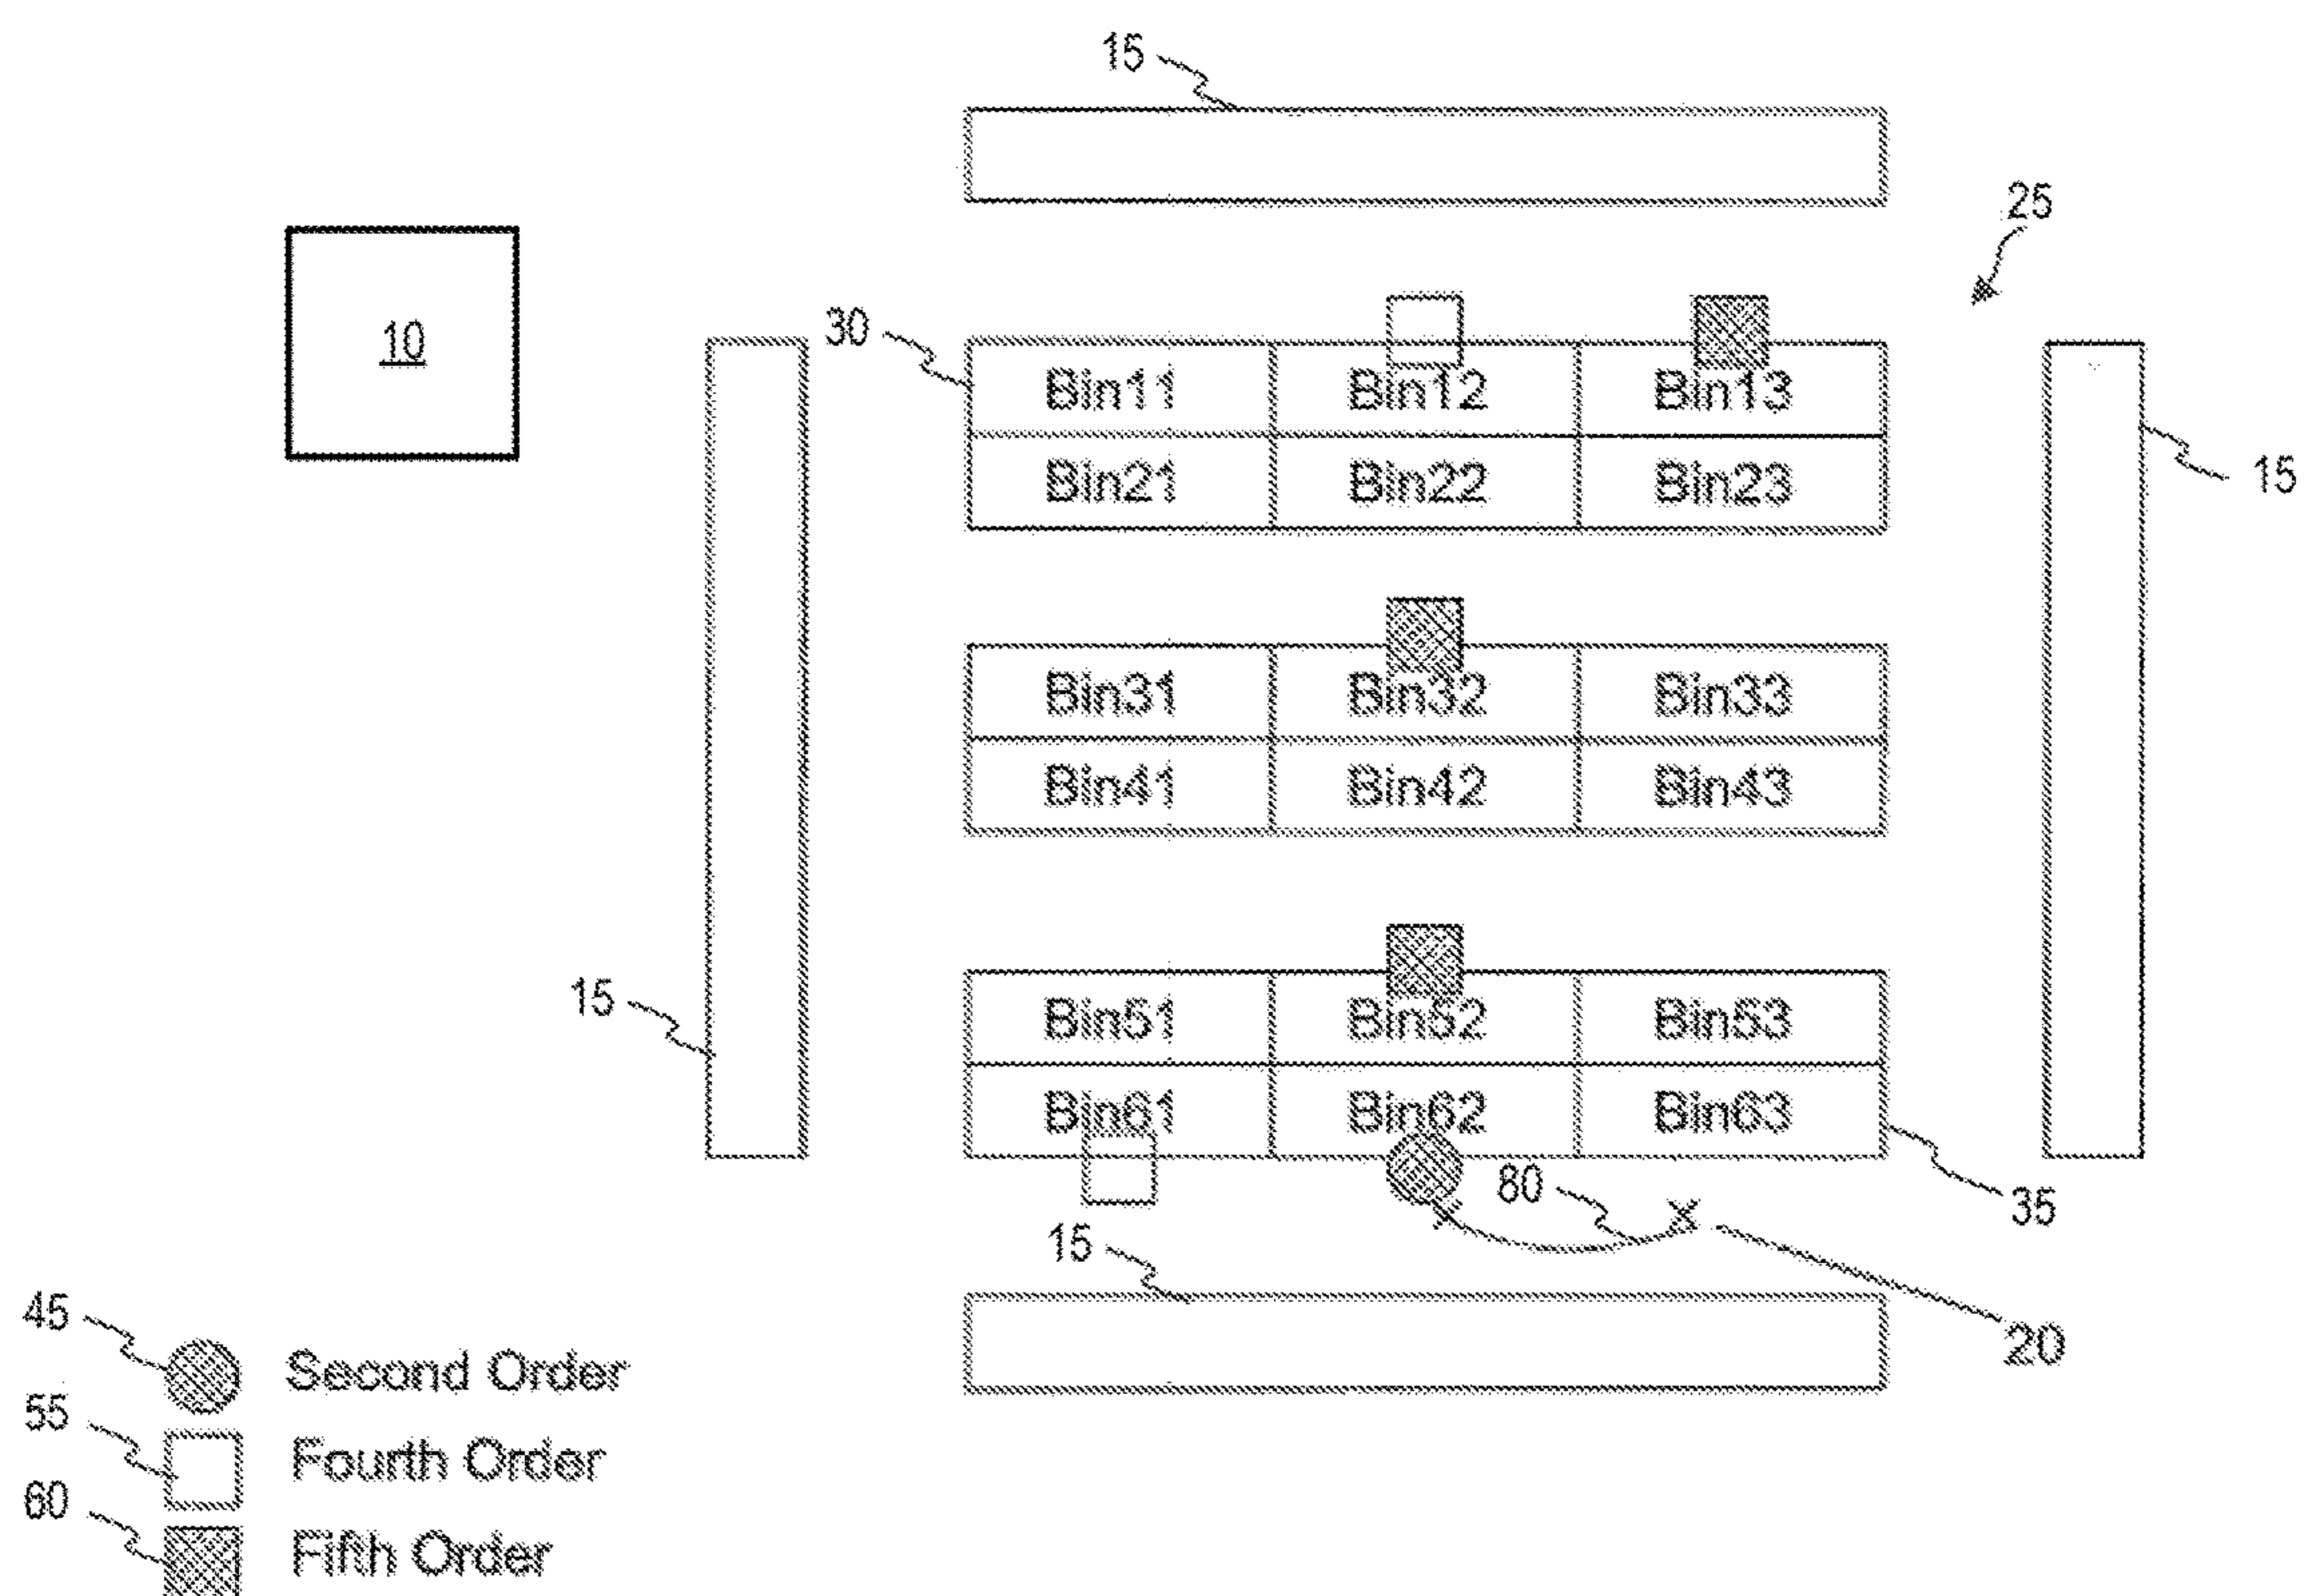 15
25
10
30
Bin11 Bin12 Bin13
Bin21 Bin22 Bin23
15
Bin31 Bin32 Bin33
Bin41 Bin42 Bin43
15
Bin51 Bin52 Bin53
Bin61 Bin62 Bin63
80
35
15
20
45 Second Order
55 Fourth Order
60 Fifth Order